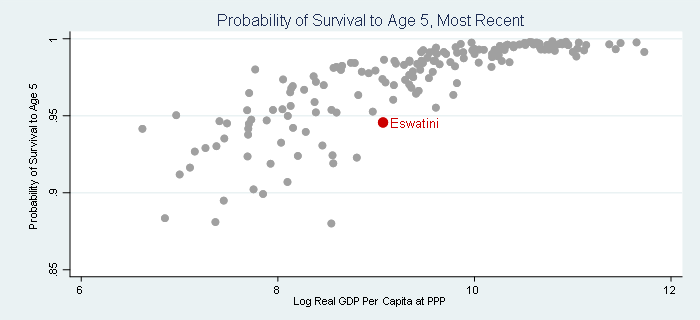 Probability of Survival to Age 5, Most Recent
Probability of Survival to Age 5
1
.95
.9
.85
Eswatini
6
8
10
12
Log Real GDP Per Capita at PPP